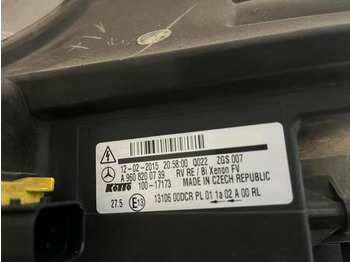 12-02-2015 20:58:00 Q022 ZGS 007
A 960 820 07 39 RV RE / Bi Xenon FV
100-17173 MADE IN CZECH REPUBLIC
27.5 E13 13106 00DCR PL 01 1a 02 A 00 RL